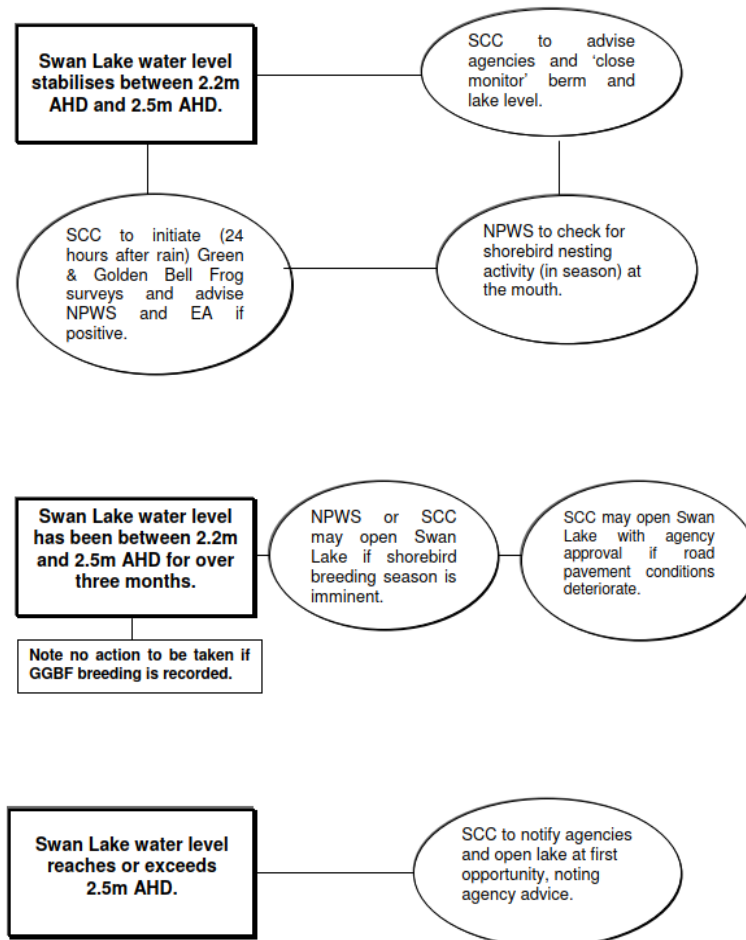 Swan Lake water level
stabilises between 2.2m
AHD and 2.5m AHD.
SCC to advise
agencies and ‘close
monitor’ berm and
lake level.
SCC to initiate (24
hours after rain) Green
& Golden Bell Frog
surveys and advise
NPWS and EA if
positive.
NPWS to check for
shorebird nesting
activity (in season) at
the mouth.
Swan Lake water level
has been between 2.2m
and 2.5m AHD for over
three months.
NPWS or SCC
may open Swan
Lake if shorebird
breeding season is
imminent.
SCC may open Swan
Lake with agency
approval if road
pavement conditions
deteriorate.
Note no action to be taken if
GGBF breeding is recorded.
Swan Lake water level
reaches or exceeds
2.5m AHD.
SCC to notify agencies
and open lake at first
opportunity, noting
agency advice.